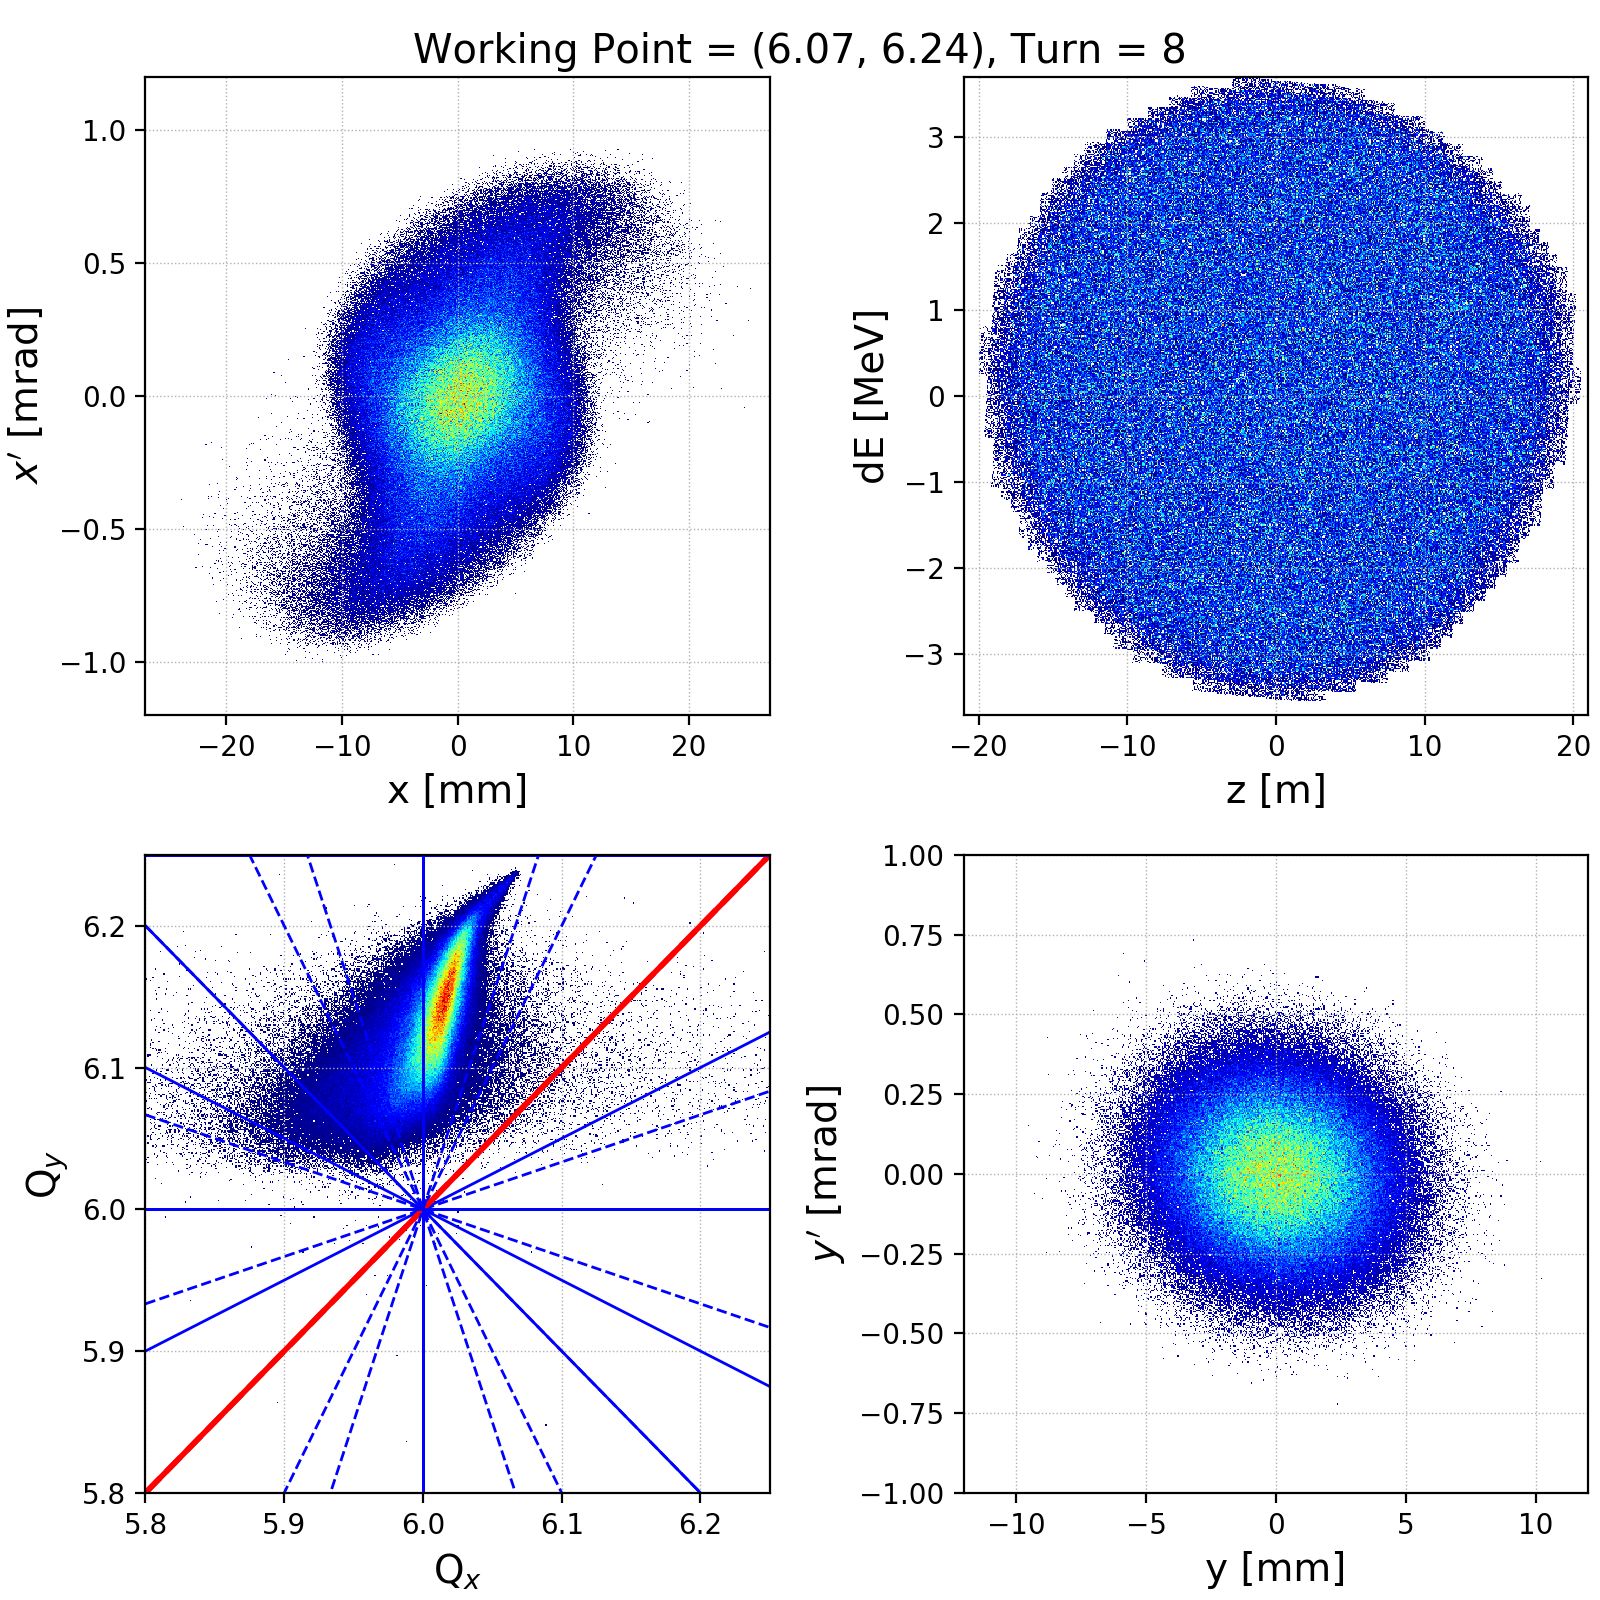 Working Point = (6.07, 6.24), Turn = 8
1.0
0.5
0.0
−0.5
−1.0
x′ [mrad]
−20 −10 0 10 20
x [mm]
3
2
1
0
−1
−2
−3
dE [MeV]
−20 −10 0 10 20
z [m]
6.2
6.1
6.0
5.9
5.8
Qy
5.8 5.9 6.0 6.1 6.2
Qx
1.00
0.75
0.50
0.25
0.00
−0.25
−0.50
−0.75
−1.00
y′ [mrad]
−10 −5 0 5 10
y [mm]